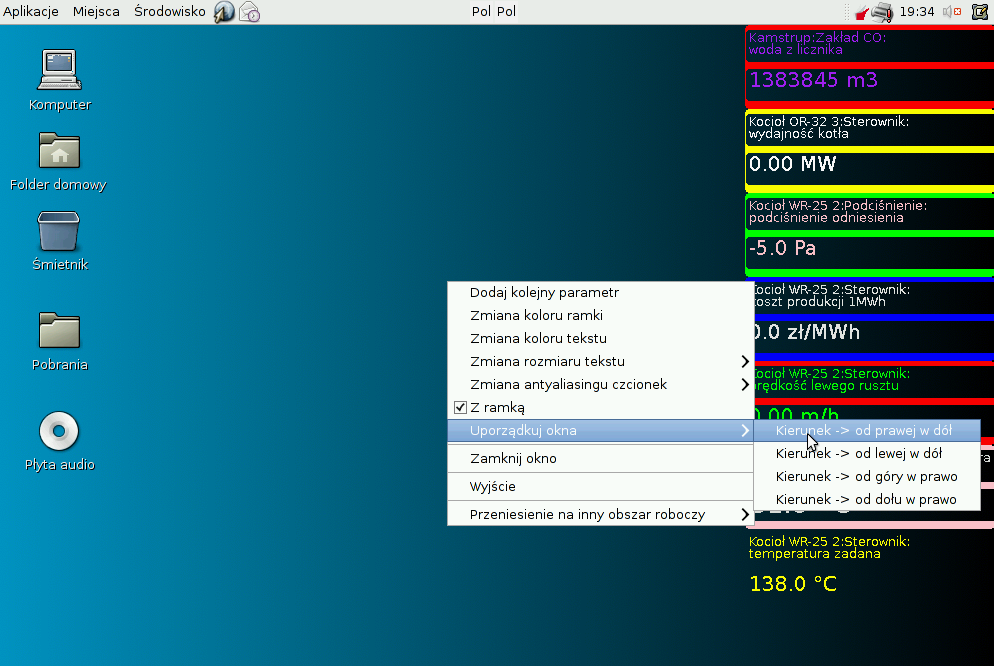 Aplikacje Miejsca Środowisko Pol Pol 19:34
Komputer
Folder domowy
Śmietnik
Pobrania
Płyta audio
Kamstrup:Zakład CO:
woda z licznika
1383845 m3
Kocioł OR-32 3:Sterownik:
wydajność kotła
0.00 MW
Kocioł WR-25 2:Podciśnienie:
podciśnienie odniesienia
-5.0 Pa
Kocioł WR-25 2:Sterownik:
koszt produkcji 1MWh
0.0 zł/MWh
Kocioł WR-25 2:Sterownik:
prędkość lewego rusztu
0.00 m/h
Dodaj kolejny parametr
Zmiana koloru ramki
Zmiana koloru tekstu
Zmiana rozmiaru tekstu
Zmiana antyaliasingu czcionek
Z ramką
Uporządkuj okna
Zamknij okno
Wyjście
Przeniesienie na inny obszar roboczy
Kierunek -> od prawej w dół
Kierunek -> od lewej w dół
Kierunek -> od góry w prawo
Kierunek -> od dołu w prawo
Kocioł WR-25 2:Sterownik:
temperatura zadana
138.0 °C